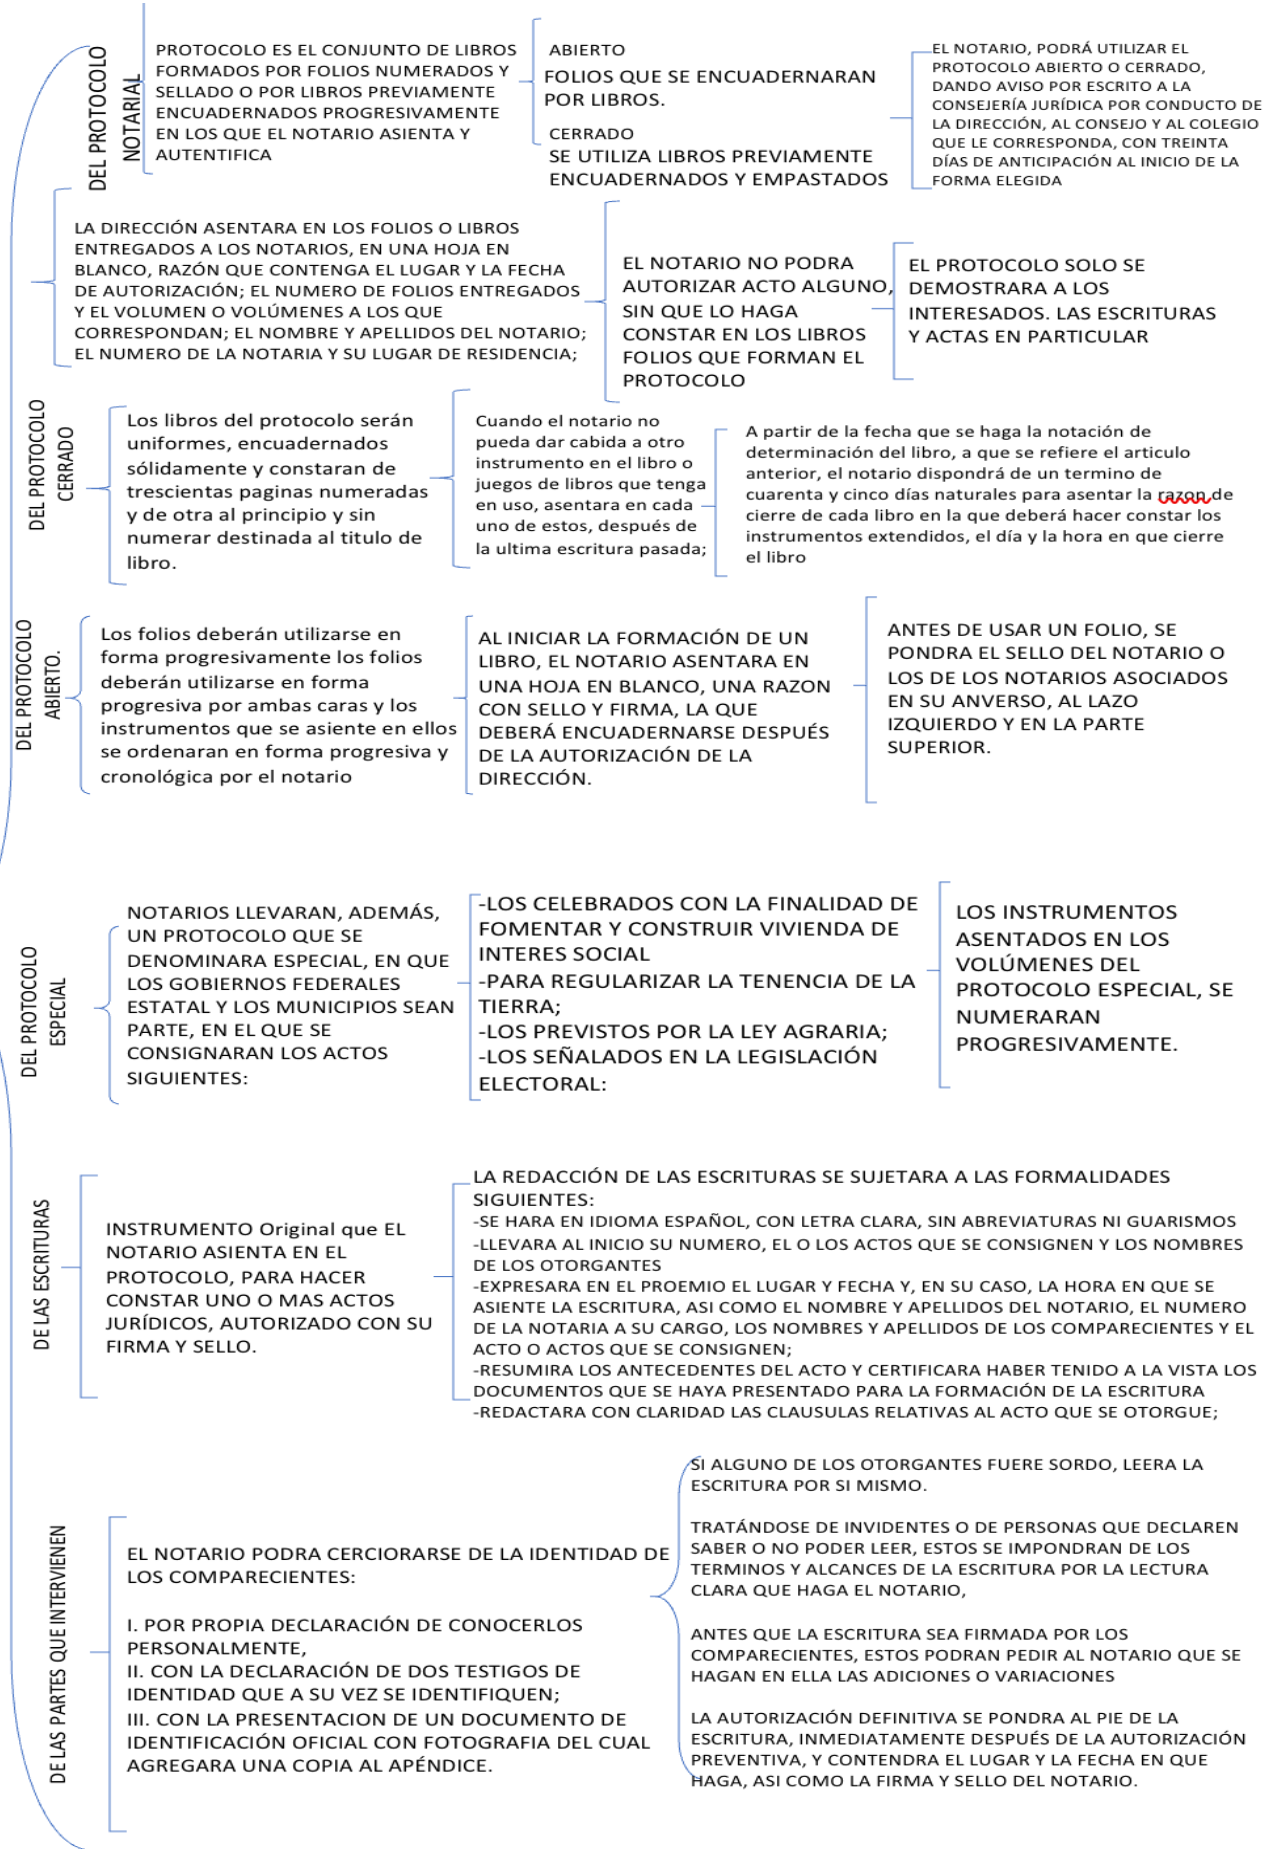 DEL PROTOCOLO
NOTARIAL
PROTOCOLO ES EL CONJUNTO DE LIBROS
FORMADOS POR FOLIOS NUMERADOS Y
SELLADO O POR LIBROS PREVIAMENTE
ENCUADERNADOS PROGRESIVAMENTE
EN LOS QUE EL NOTARIO ASIENTA Y
AUTENTIFICA
ABIERTO
FOLIOS QUE SE ENCUADERNARAN
POR LIBROS.
CERRADO
SE UTILIZA LIBROS PREVIAMENTE
ENCUADERNADOS Y EMPASTADOS
EL NOTARIO, PODRÁ UTILIZAR EL
PROTOCOLO ABIERTO O CERRADO,
DANDO AVISO POR ESCRITO A LA
CONSEJERÍA JURÍDICA POR CONDUCTO DE
LA DIRECCIÓN, AL CONSEJO Y AL COLEGIO
QUE LE CORRESPONDA, CON TREINTA
DÍAS DE ANTICIPACIÓN AL INICIO DE LA
FORMA ELEGIDA
LA DIRECCIÓN ASENTARA EN LOS FOLIOS O LIBROS
ENTREGADOS A LOS NOTARIOS, EN UNA HOJA EN
BLANCO, RAZÓN QUE CONTENGA EL LUGAR Y LA FECHA
DE AUTORIZACIÓN; EL NUMERO DE FOLIOS ENTREGADOS
Y EL VOLUMEN O VOLÚMENES A LOS QUE
CORRESPONDAN; EL NOMBRE Y APELLIDOS DEL NOTARIO;
EL NUMERO DE LA NOTARIA Y SU LUGAR DE RESIDENCIA;
EL NOTARIO NO PODRA
AUTORIZAR ACTO ALGUNO,
SIN QUE LO HAGA
CONSTAR EN LOS LIBROS
FOLIOS QUE FORMAN EL
PROTOCOLO
EL PROTOCOLO SOLO SE
DEMOSTRARA A LOS
INTERESADOS. LAS ESCRITURAS
Y ACTAS EN PARTICULAR
DEL PROTOCOLO
CERRADO
Los libros del protocolo serán
uniformes, encuadernados
sólidamente y constaran de
trescientas paginas numeradas
y de otra al principio y sin
numerar destinada al titulo de
libro.
Cuando el notario no
pueda dar cabida a otro
instrumento en el libro o
juegos de libros que tenga
en uso, asentara en cada
uno de estos, después de
la ultima escritura pasada;
A partir de la fecha que se haga la notación de
determinación del libro, a que se refiere el articulo
anterior, el notario dispondrá de un termino de
cuarenta y cinco días naturales para asentar la razon de
cierre de cada libro en la que deberá hacer constar los
instrumentos extendidos, el día y la hora en que cierre
el libro
DEL PROTOCOLO
ABIERTO.
Los folios deberán utilizarse en
forma progresivamente los folios
deberán utilizarse en forma
progresiva por ambas caras y los
instrumentos que se asiente en ellos
se ordenaran en forma progresiva y
cronológica por el notario
AL INICIAR LA FORMACIÓN DE UN
LIBRO, EL NOTARIO ASENTARA EN
UNA HOJA EN BLANCO, UNA RAZON
CON SELLO Y FIRMA, LA QUE
DEBERÁ ENCUADERNARSE DESPUÉS
DE LA AUTORIZACIÓN DE LA
DIRECCIÓN.
ANTES DE USAR UN FOLIO, SE
PONDRA EL SELLO DEL NOTARIO O
LOS DE LOS NOTARIOS ASOCIADOS
EN SU ANVERSO, AL LAZO
IZQUIERDO Y EN LA PARTE
SUPERIOR.
DEL PROTOCOLO
ESPECIAL
NOTARIOS LLEVARAN, ADEMÁS,
UN PROTOCOLO QUE SE
DENOMINARA ESPECIAL, EN QUE
LOS GOBIERNOS FEDERALES
ESTATAL Y LOS MUNICIPIOS SEAN
PARTE, EN EL QUE SE
CONSIGNARAN LOS ACTOS
SIGUIENTES:
-LOS CELEBRADOS CON LA FINALIDAD DE
FOMENTAR Y CONSTRUIR VIVIENDA DE
INTERES SOCIAL
-PARA REGULARIZAR LA TENENCIA DE LA
TIERRA;
-LOS PREVISTOS POR LA LEY AGRARIA;
-LOS SEÑALADOS EN LA LEGISLACIÓN
ELECTORAL:
LOS INSTRUMENTOS
ASENTADOS EN LOS
VOLÚMENES DEL
PROTOCOLO ESPECIAL, SE
NUMERARAN
PROGRESIVAMENTE.
DE LAS ESCRITURAS
INSTRUMENTO Original que EL
NOTARIO ASIENTA EN EL
PROTOCOLO, PARA HACER
CONSTAR UNO O MAS ACTOS
JURÍDICOS, AUTORIZADO CON SU
FIRMA Y SELLO.
LA REDACCIÓN DE LAS ESCRITURAS SE SUJETARA A LAS FORMALIDADES
SIGUIENTES:
-SE HARA EN IDIOMA ESPAÑOL, CON LETRA CLARA, SIN ABREVIATURAS NI GUARISMOS
-LLEVARA AL INICIO SU NUMERO, EL O LOS ACTOS QUE SE CONSIGNEN Y LOS NOMBRES
DE LOS OTORGANTES
-EXPRESARA EN EL PROEMIO EL LUGAR Y FECHA Y, EN SU CASO, LA HORA EN QUE SE
ASIENTE LA ESCRITURA, ASI COMO EL NOMBRE Y APELLIDOS DEL NOTARIO, EL NUMERO
DE LA NOTARIA A SU CARGO, LOS NOMBRES Y APELLIDOS DE LOS COMPARECIENTES Y EL
ACTO O ACTOS QUE SE CONSIGNEN;
-RESUMIRA LOS ANTECEDENTES DEL ACTO Y CERTIFICARA HABER TENIDO A LA VISTA LOS
DOCUMENTOS QUE SE HAYA PRESENTADO PARA LA FORMACIÓN DE LA ESCRITURA
-REDACTARA CON CLARIDAD LAS CLAUSULAS RELATIVAS AL ACTO QUE SE OTORGUE;
DE LAS PARTES QUE INTERVIENEN
EL NOTARIO PODRA CERCIORARSE DE LA IDENTIDAD DE
LOS COMPARECIENTES:
I. POR PROPIA DECLARACIÓN DE CONOCERLOS
PERSONALMENTE,
II. CON LA DECLARACIÓN DE DOS TESTIGOS DE
IDENTIDAD QUE A SU VEZ SE IDENTIFIQUEN;
III. CON LA PRESENTACION DE UN DOCUMENTO DE
IDENTIFICACIÓN OFICIAL CON FOTOGRAFIA DEL CUAL
AGREGARA UNA COPIA AL APÉNDICE.
SI ALGUNO DE LOS OTORGANTES FUERE SORDO, LEERA LA
ESCRITURA POR SI MISMO.
TRATÁNDOSE DE INVIDENTES O DE PERSONAS QUE DECLAREN
SABER O NO PODER LEER, ESTOS SE IMPONDRAN DE LOS
TERMINOS Y ALCANCES DE LA ESCRITURA POR LA LECTURA
CLARA QUE HAGA EL NOTARIO,
ANTES QUE LA ESCRITURA SEA FIRMADA POR LOS
COMPARECIENTES, ESTOS PODRAN PEDIR AL NOTARIO QUE SE
HAGAN EN ELLA LAS ADICIONES O VARIACIONES
LA AUTORIZACIÓN DEFINITIVA SE PONDRA AL PIE DE LA
ESCRITURA, INMEDIATAMENTE DESPUÉS DE LA AUTORIZACIÓN
PREVENTIVA, Y CONTENDRA EL LUGAR Y LA FECHA EN QUE
HAGA, ASI COMO LA FIRMA Y SELLO DEL NOTARIO.